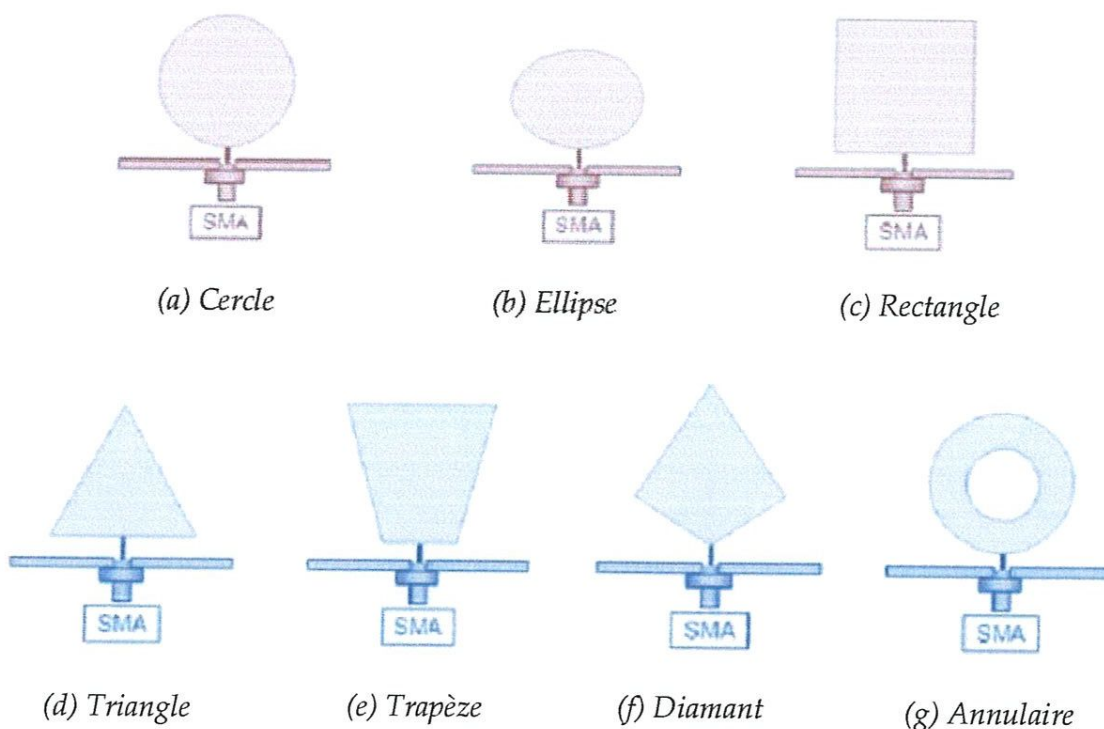 SMA
SMA
SMA
(a) Cercle
(b) Ellipse
(c) Rectangle
SMA
SMA
SMA
SMA
(d) Triangle
(e) Trapèze
(f) Diamant
(g) Annulaire